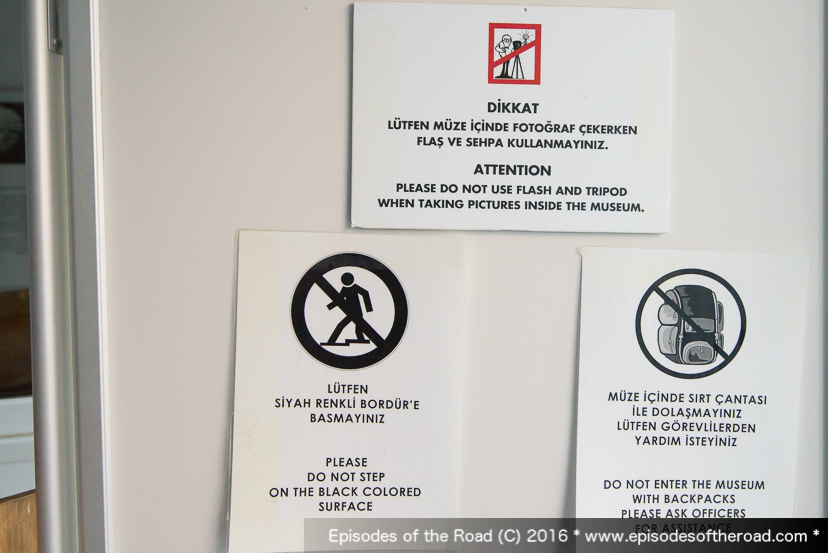 DİKKAT
LÜTFEN MÜZE İÇİNDE FOTOĞRAF ÇEKERKEN
FLAŞ VE SEHPA KULLANMAYINIZ.
ATTENTION
PLEASE DO NOT USE FLASH AND TRIPOD
WHEN TAKING PICTURES INSIDE THE MUSEUM.
LÜTFEN
SİYAH RENKLİ BORDÜR'E
BASMAYINIZ
PLEASE
DO NOT STEP
ON THE BLACK COLORED
SURFACE
MÜZE İÇİNDE SIRT ÇANTASI
İLE DOLAŞMAYINIZ
LÜTFEN GÖREVLİLERDEN
YARDIM İSTEYİNİZ
DO NOT ENTER THE MUSEUM
WITH BACKPACKS
PLEASE ASK OFFICERS
FOR ASSISTANCE
Episodes of the Road (C) 2016 * www.episodesoftheroad.com *